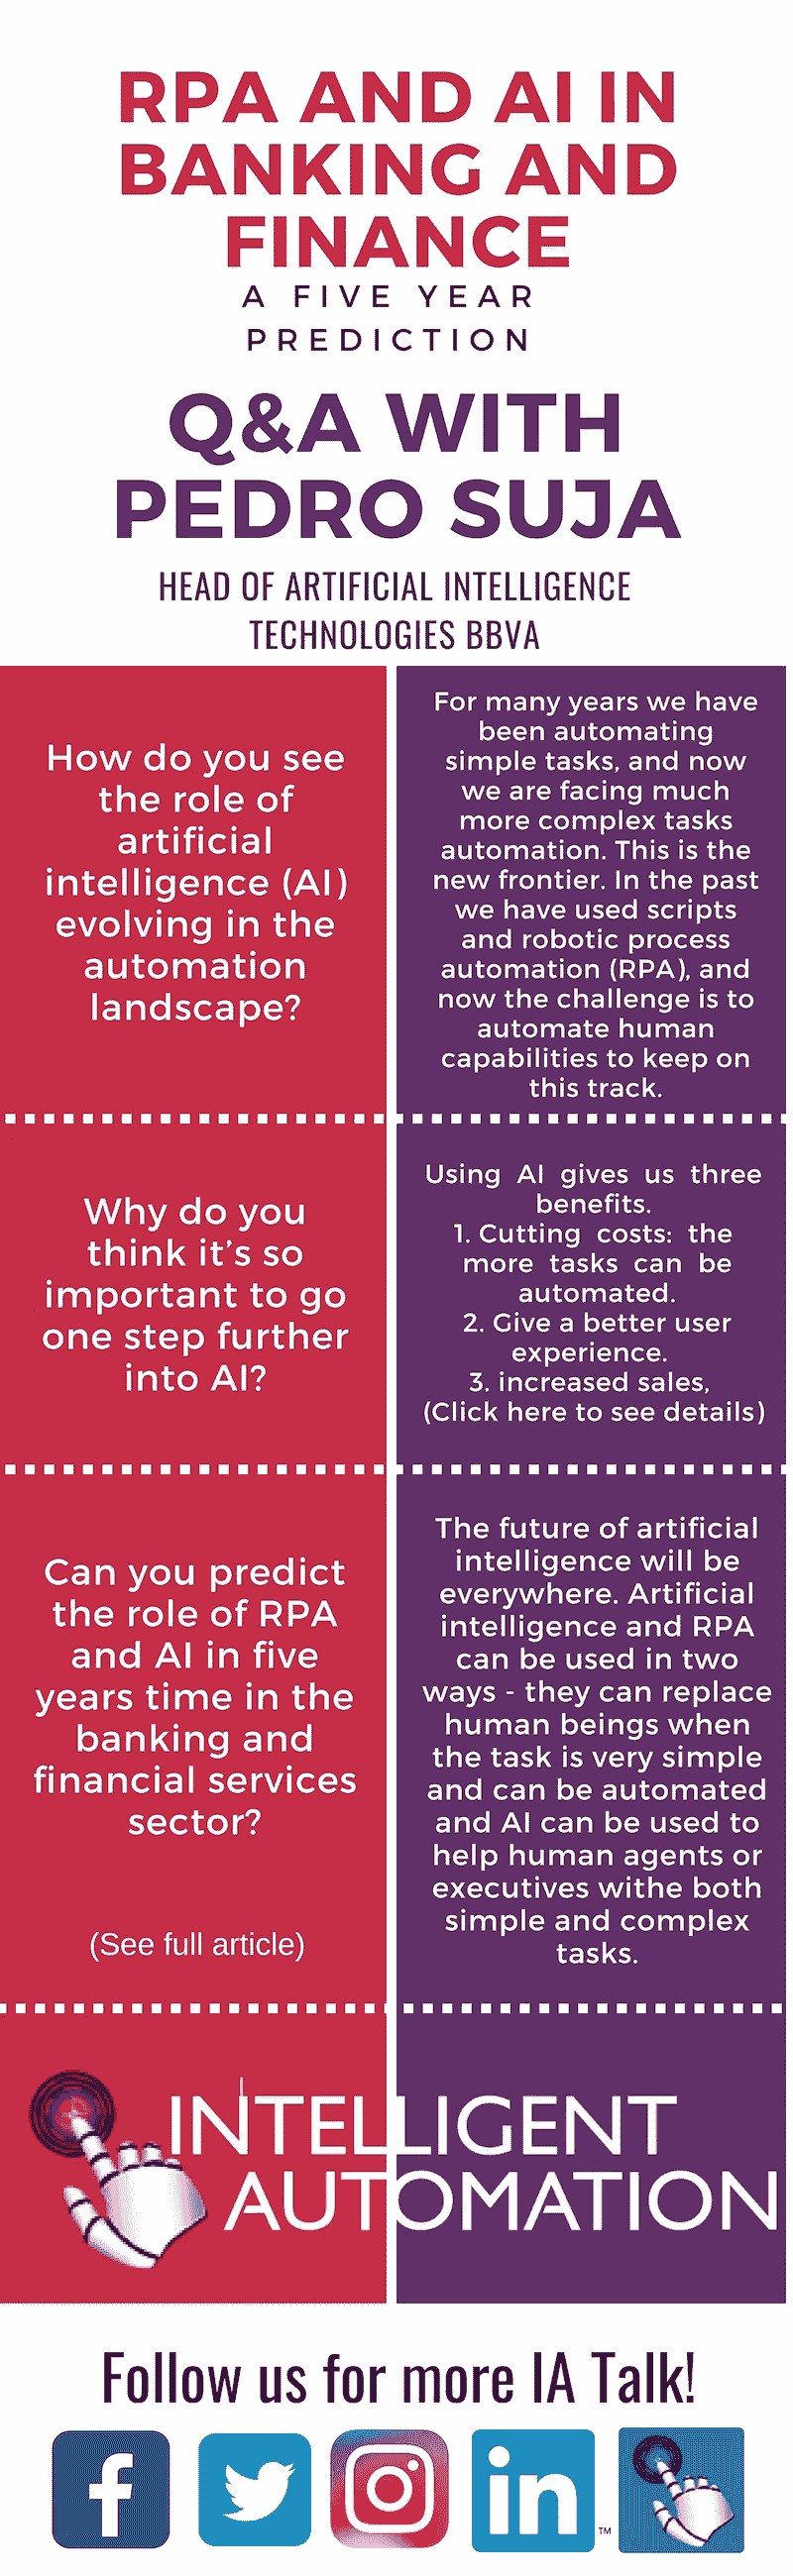 RPA AND AI IN
BANKING AND
FINANCE
A FIVE YEAR
PREDICTION
Q&A WITH
PEDRO SUJA
HEAD OF ARTIFICIAL INTELLIGENCE
TECHNOLOGIES BBVA
How do you see
the role of
artificial
intelligence (AI)
evolving in the
automation
landscape?
For many years we have
been automating
simple tasks, and now
we are facing much
more complex tasks
automation. This is the
new frontier. In the past
we have used scripts
and robotic process
automation (RPA), and
now the challenge is to
automate human
capabilities to keep on
this track.
Why do you
think it's so
important to go
one step further
into AI?
Using AI gives us three
benefits.
1. Cutting costs: the
more tasks can be
automated.
2. Give a better user
experience.
3. increased sales,
(Click here to see details)
Can you predict
the role of RPA
and AI in five
years time in the
banking and
financial services
sector?
(See full article)
The future of artificial
intelligence will be
everywhere. Artificial
intelligence and RPA
can be used in two
ways - they can replace
human beings when
the task is very simple
and can be automated
and AI can be used to
help human agents or
executives withe both
simple and complex
tasks.
INTELLIGENT
AUTOMATION
Follow us for more IA Talk!
f
in
TM